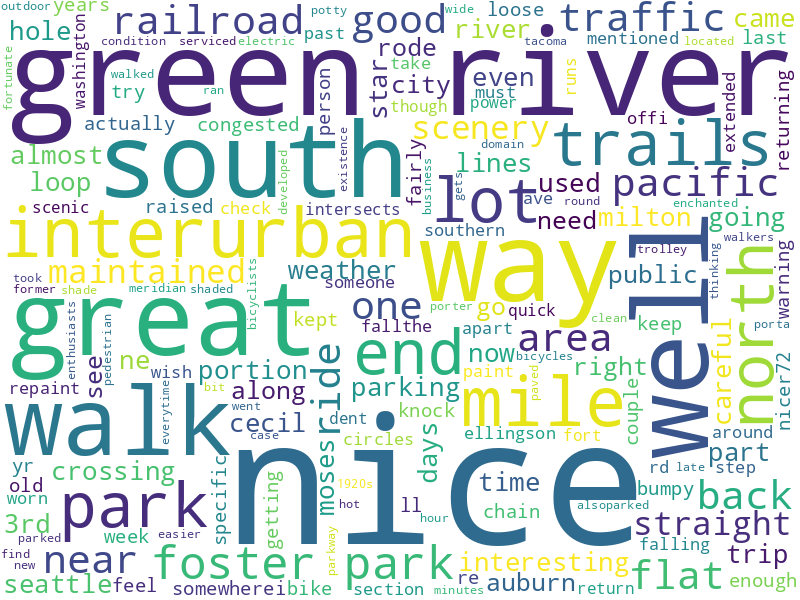 outdoor years
potty
wide
traffic
came
railroad
good
loose
hole
condition serviced electric
past
river
tacoma
located
mentioned
last
fortunate
washington
green river
walked
ran
rode
take
try
person
star
city
even
though
must
power
runs
extended
returning
actually
congested
scenery
offi
almost
south
existence
developed
fairly
domain
trails
loop
lines
business
gets
used
pacific
scenic
raised
check
intersects
lot
ave
round
enchanted
southern
need
milton
going
interurban
way
well
trolley
walkers
took
maintained
weather
someone
public
thinking
warning
former
shade
meridian
shaded
bicyclists
one
go
porter
quick
clean
keep
porta
north
great
kept
fallthe
apart
bicycles
area
enthusiasts
pedestrian
ne
end
now
paint
right
careful
nicer72
repaint
see
wish
portion
parking
mile
paved
couple
along
ride
knock
walk
everytime
bit
cecil
dent
days
ellingson
fort
around
went
moses
circles
part
yr
crossing
case
nice
time
rd
late
step
old
specific
1920s
chain
bumpy
worn
park
getting
hot
ll
alsoparked
back
3rd
week
easier
hour
straight
parked
near
parkway
falling
find
foster park
interesting
flat
trip
new
seattle
feel
somewherei
bike
section
minutes
re
auburn
return
enough